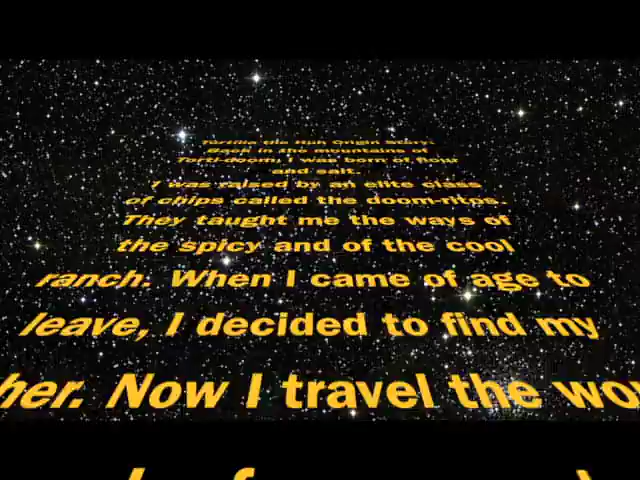 Tortilla the Hun Origin Story
Born in the mountains of
Torti-doom, I was born of flour
and salt.
I was raised by an elite class
of chips called the doom-ritos.
They taught me the ways of
the spicy and of the cool
ranch. When I came of age to
leave, I decided to find my
her. Now I travel the wo